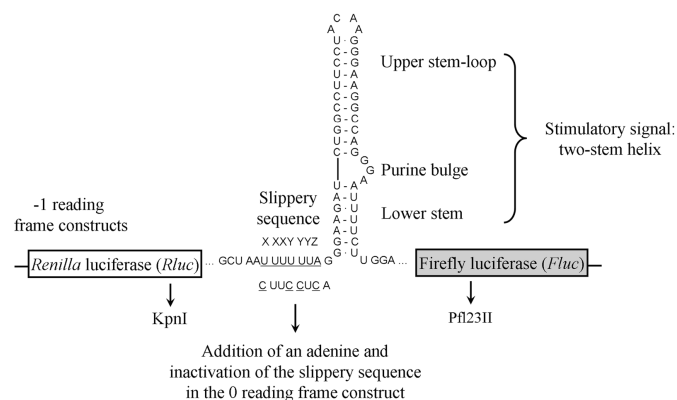 C A
A A
U · G
C - G
C - G
U - A
U - A
C - G
C - G
G - C
G - C
U - A
C - G
G
G
A
U - A
A - U
G · U
A - U
A - U
G - C
G · U
Upper stem-loop
Purine bulge
Lower stem
Stimulatory signal:
two-stem helix
-1 reading
frame constructs
Slippery
sequence
X XXY YYZ
Renilla luciferase (Rluc)
... GCU AAU UUU UUA G
U GGA ...
Firefly luciferase (Fluc)
C UUC CUC A
KpnI
Pfl23II
Addition of an adenine and
inactivation of the slippery sequence
in the 0 reading frame construct